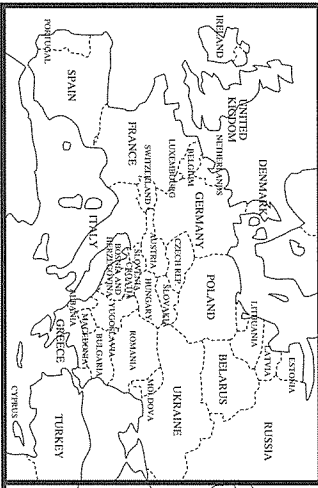 IRELAND
UNITED
KINGDOM
DENMARK
NETHERLANDS
BELGIUM
LUXEMBOURG
GERMANY
FRANCE
SWITZERLAND
PORTUGAL
SPAIN
ITALY
ESTONIA
LATVIA
LITHUANIA
RUSSIA
BELARUS
POLAND
CZECH REP.
SLOVAKIA
UKRAINE
AUSTRIA
HUNGARY
MOLDOVA
SLOVENIA
CROATIA
BOSNIA AND
HERZEGOVINA
YUGOSLAVIA
ROMANIA
BULGARIA
MACEDONIA
ALBANIA
GREECE
TURKEY
CYPRUS